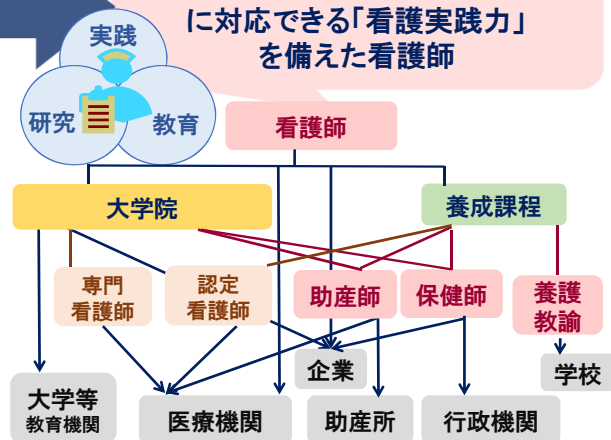 に対応できる「看護実践力」
を備えた看護師
実践
研究
教育
看護師
大学院
養成課程
専門
看護師
認定
看護師
助産師
保健師
養護
教諭
企業
学校
大学等
教育機関
医療機関
助産所
行政機関